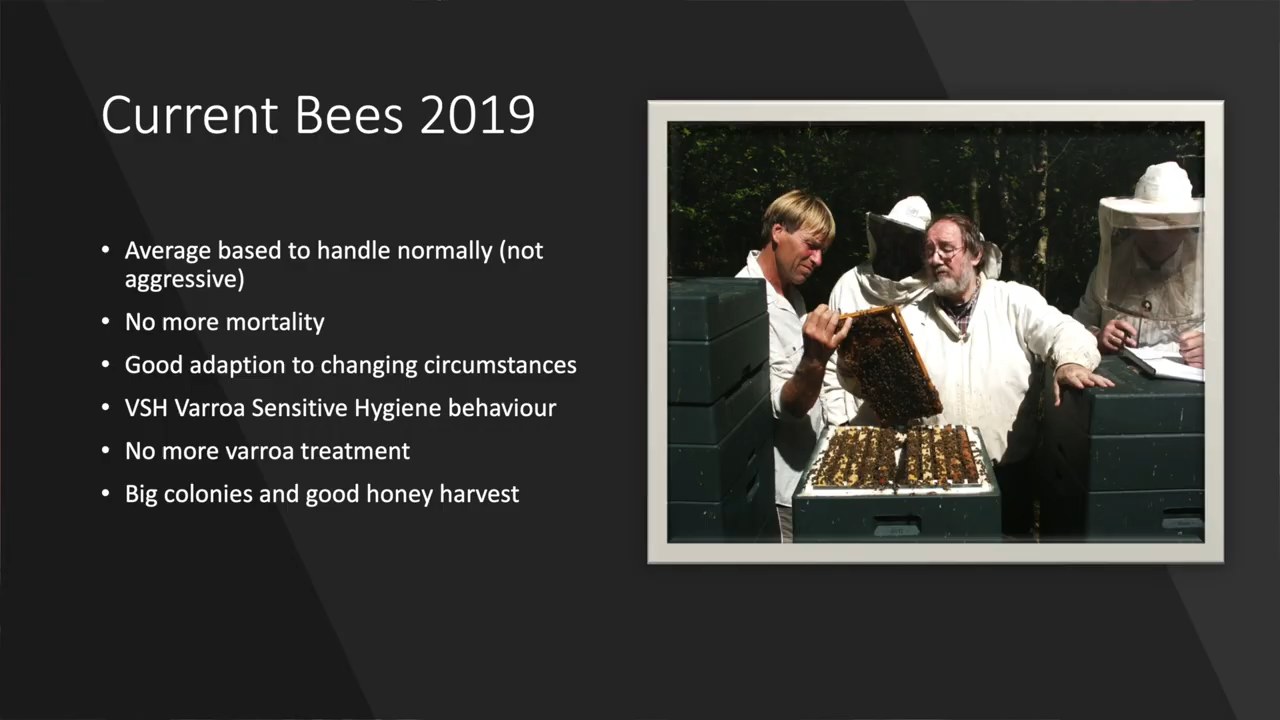 Current Bees 2019
• Average based to handle normally (not
aggressive)
• No more mortality
• Good adaption to changing circumstances
• VSH Varroa Sensitive Hygiene behaviour
• No more varroa treatment
• Big colonies and good honey harvest